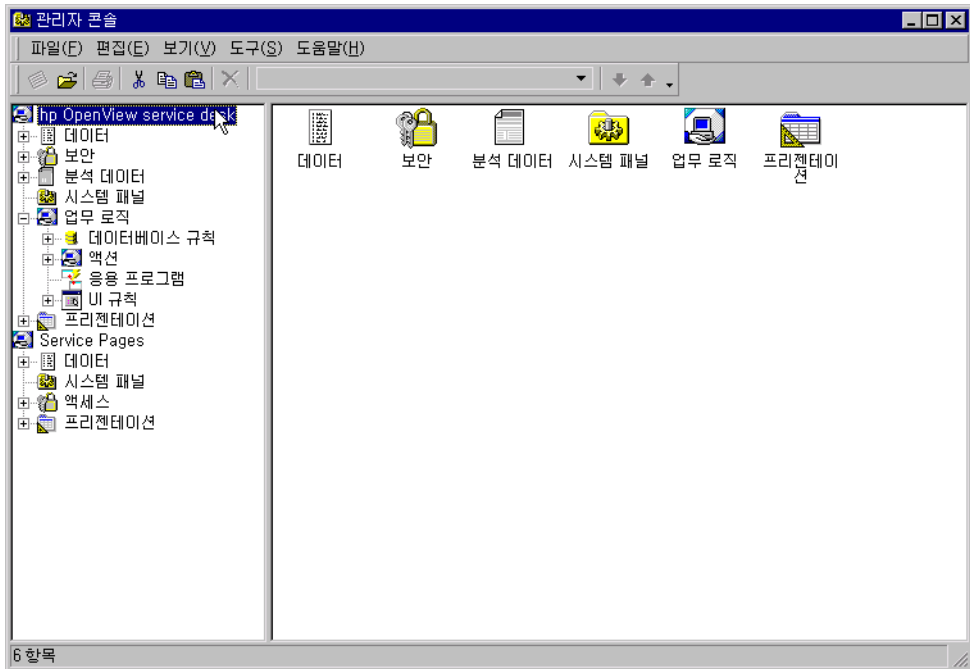 관리자 콘솔
파일(F) 편집(E) 보기(V) 도구(S) 도움말(H)
hp OpenView service desk
데이터
보안
분석 데이터
시스템 패널
업무 로직
데이터베이스 규칙
액션
응용 프로그램
UI 규칙
프리젠테이션
Service Pages
데이터
시스템 패널
액세스
프리젠테이션
데이터
보안
분석 데이터
시스템 패널
업무 로직
프리젠테이
션
6 항목